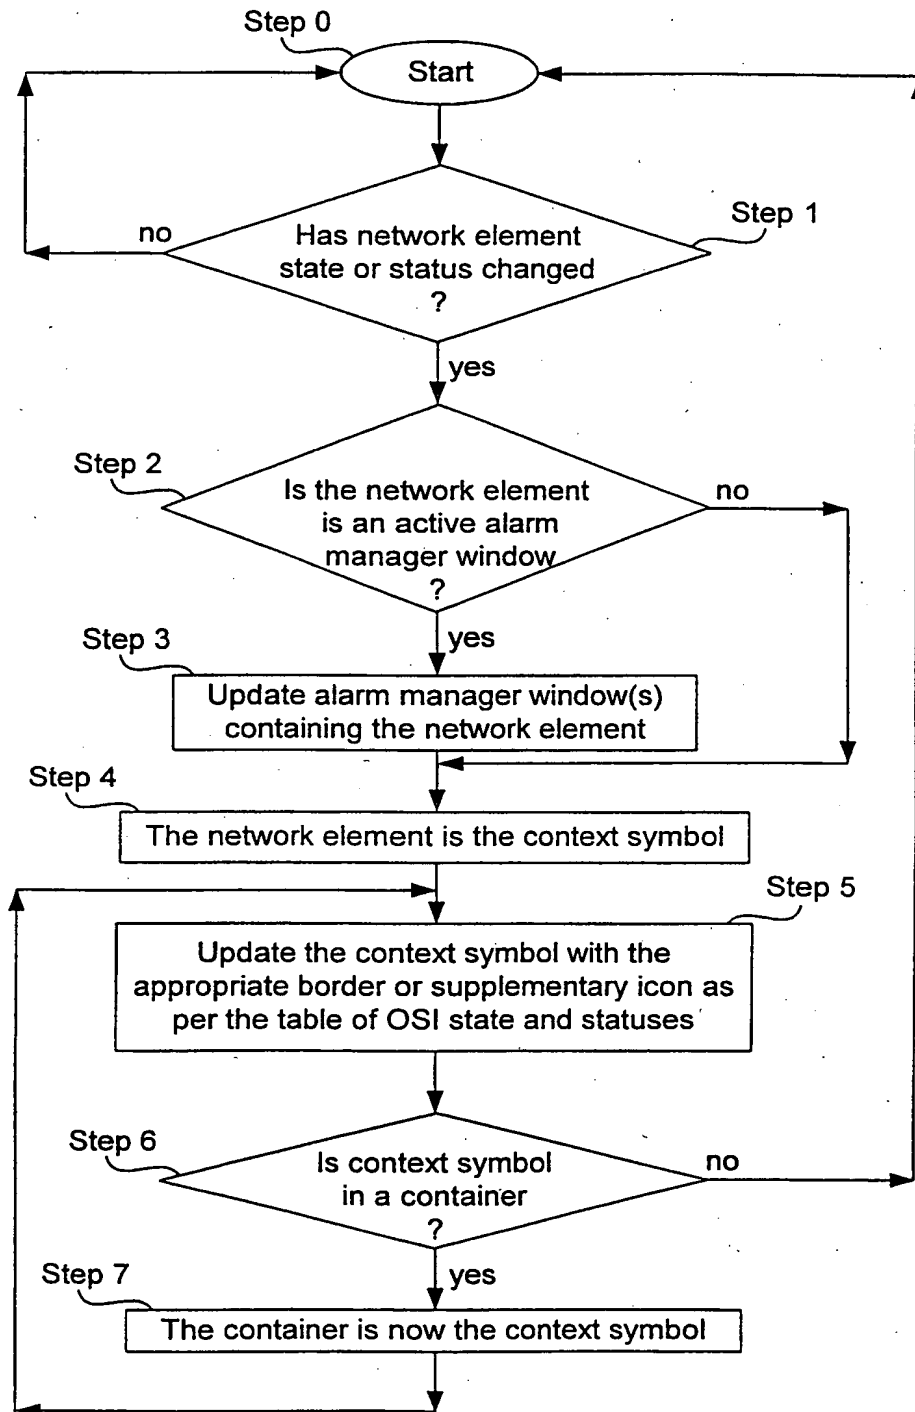 Step 0
Start
Step 1
no
Has network element
state or status changed
?
yes
Step 2
no
Is the network element
is an active alarm
manager window
?
yes
Step 3
Update alarm manager window(s)
containing the network element
Step 4
The network element is the context symbol
Step 5
Update the context symbol with the
appropriate border or supplementary icon as
per the table of OSI state and statuses
Step 6
no
Is context symbol
in a container
?
yes
Step 7
The container is now the context symbol